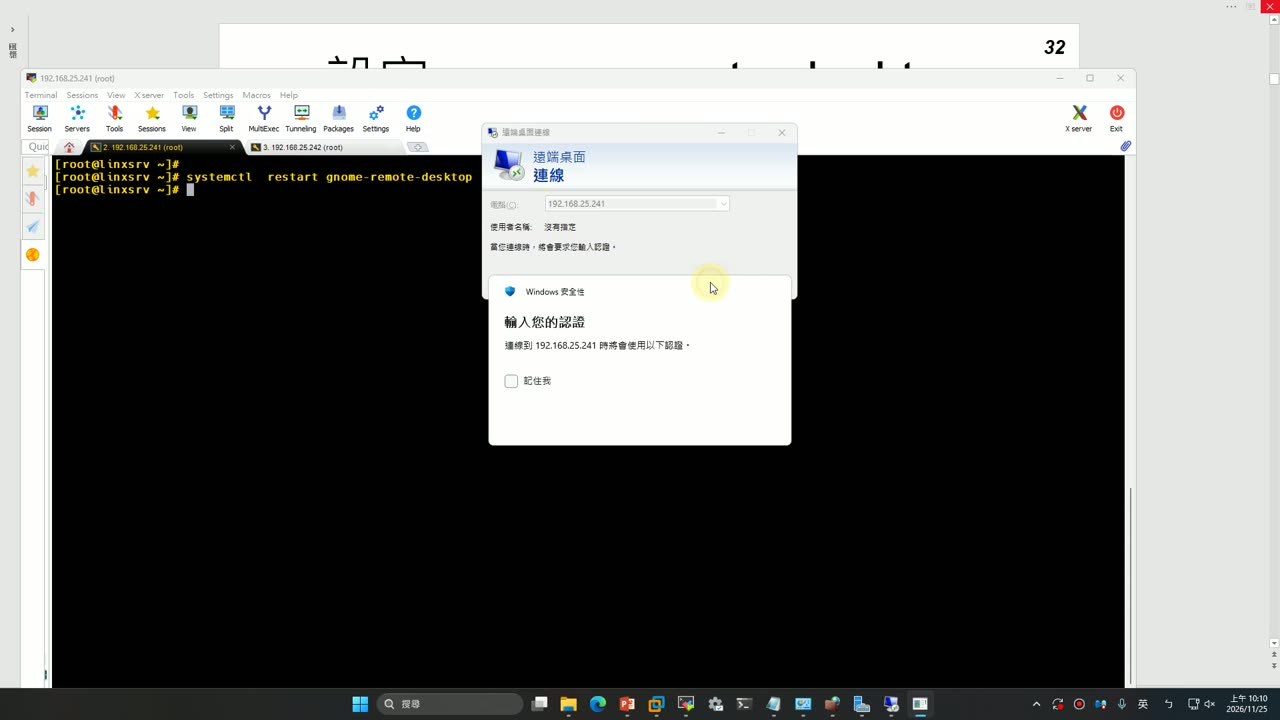 32
192.168.25.241 (root)
Terminal Sessions View X server Tools Settings Macros Help
Session Servers Tools Sessions View Split MultiExec Tunneling Packages Settings Help X server Exit
Quic
2. 192.168.25.241 (root)
3. 192.168.25.242 (root)
[root@linxsrv ~]#
[root@linxsrv ~]# systemctl  restart gnome-remote-desktop
[root@linxsrv ~]#
遠端桌面連線
遠端桌面
連線
電腦(C):
192.168.25.241
使用者名稱: 沒有指定
當您連線時，將會要求您輸入認證。
Windows 安全性
輸入您的認證
連線到 192.168.25.241 時將會使用以下認證。
記住我
搜尋
英
ㄅ
上午 10:10
2026/11/25